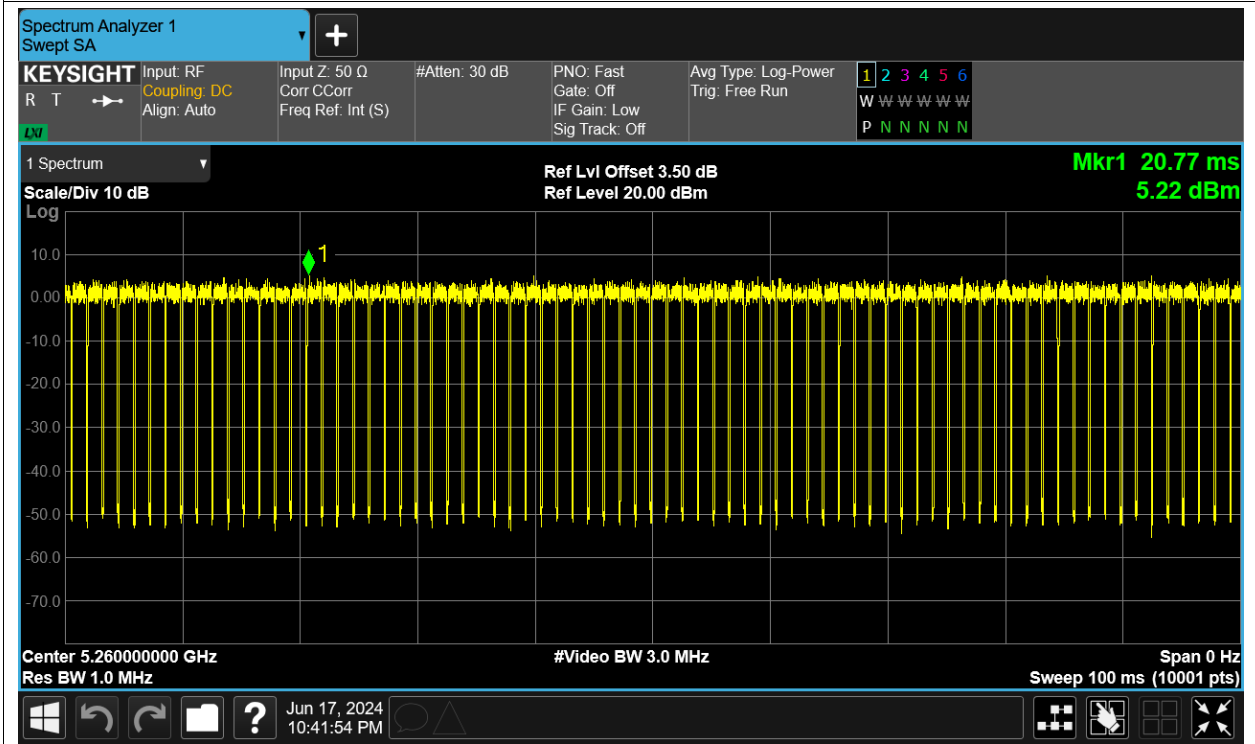 Spectrum Analyzer 1
Swept SA
KEYSIGHT
R T
LXI
Input: RF
Coupling: DC
Align: Auto
Input Z: 50 Ω
Corr CCorr
Freq Ref: Int (S)
#Atten: 30 dB
PNO: Fast
Gate: Off
IF Gain: Low
Sig Track: Off
Avg Type: Log-Power
Trig: Free Run
1 2 3 4 5 6
W W W W W W
P N N N N N
1 Spectrum
Scale/Div 10 dB
Log
Ref Lvl Offset 3.50 dB
Ref Level 20.00 dBm
Mkr1 20.77 ms
5.22 dBm
1
10.0
0.00
-10.0
-20.0
-30.0
-40.0
-50.0
-60.0
-70.0
Center 5.260000000 GHz
Res BW 1.0 MHz
#Video BW 3.0 MHz
Span 0 Hz
Sweep 100 ms (10001 pts)
?
Jun 17, 2024
10:41:54 PM